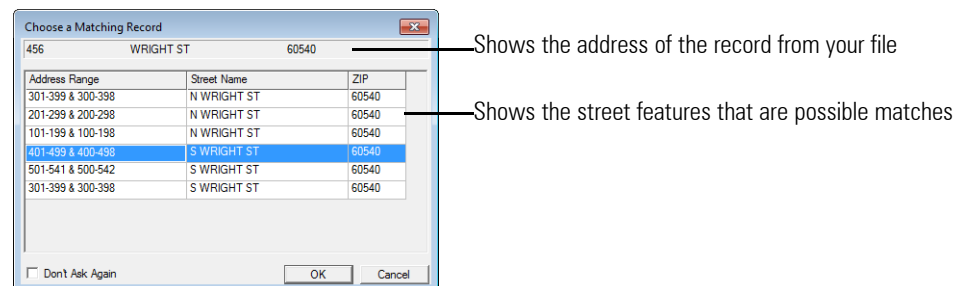 Choose a Matching Record
456 WRIGHT ST 60540
Shows the address of the record from your file
Address Range Street Name ZIP
301-399 & 300-398 N WRIGHT ST 60540
201-299 & 200-298 N WRIGHT ST 60540
Shows the street features that are possible matches
101-199 & 100-198 N WRIGHT ST 60540
401-499 & 400-498 S WRIGHT ST 60540
501-541 & 500-542 S WRIGHT ST 60540
301-399 & 300-398 S WRIGHT ST 60540
Don't Ask Again OK Cancel